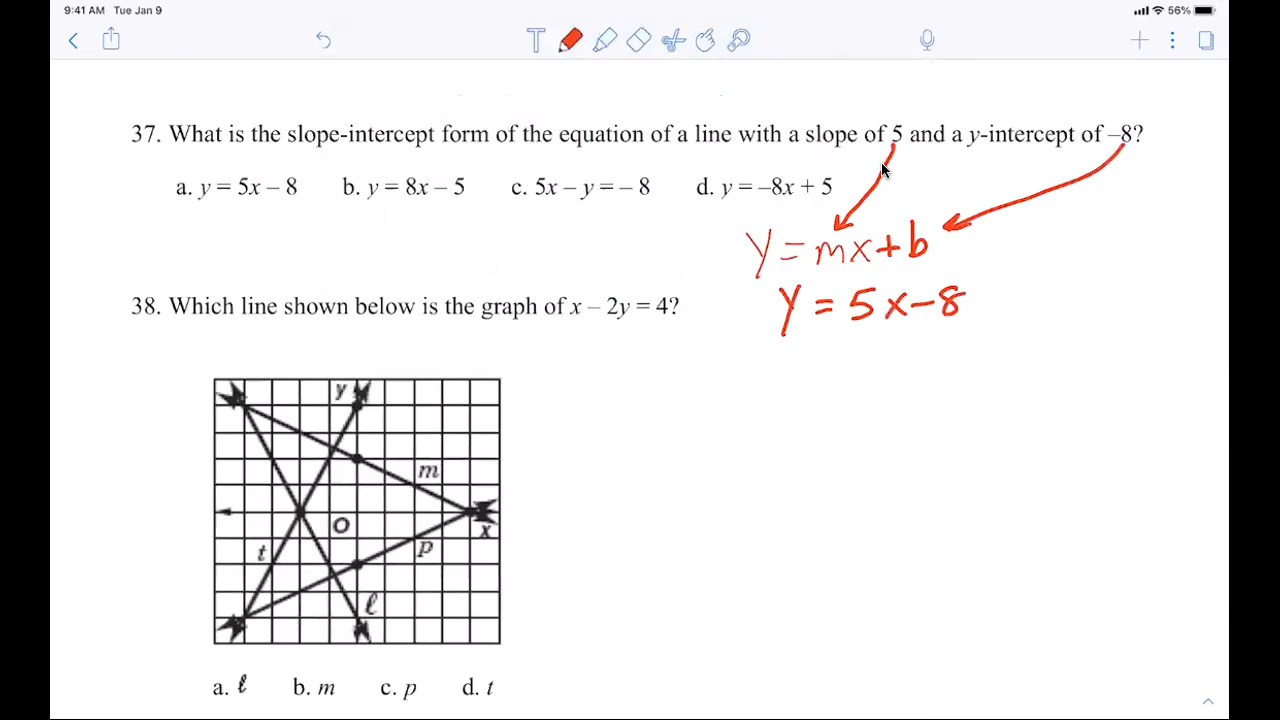 9:41 AM Tue Jan 9
56%
T
37. What is the slope-intercept form of the equation of a line with a slope of 5 and a y-intercept of –8?
a. y = 5x – 8 b. y = 8x – 5 c. 5x – y = – 8 d. y = –8x + 5
y = mx+b
y = 5x-8
38. Which line shown below is the graph of x – 2y = 4?
y
m
O
x
t
p
ℓ
a. ℓ b. m c. p d. t